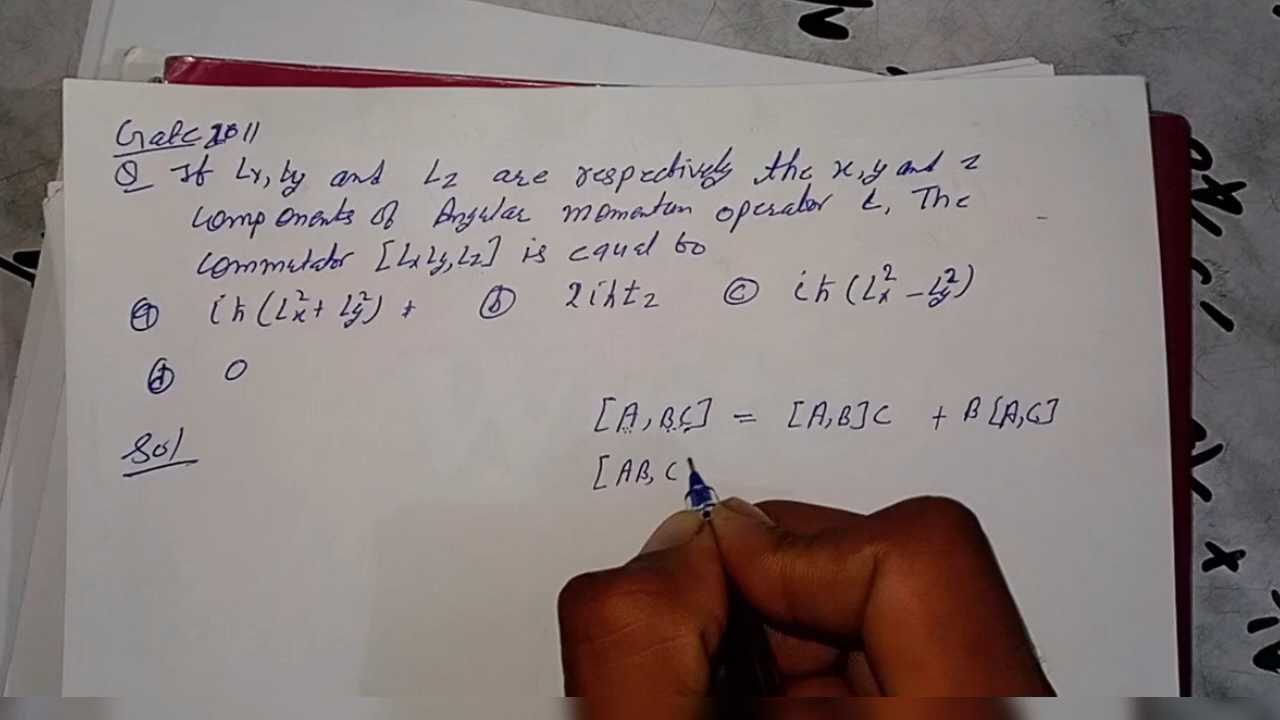 Gate 2011
Q If Lx, Ly and Lz are respectively the x, y and z
components of Angular momentum operator L, The
commutator [LxLy, Lz] is equal to
(a) iħ(Lx² + Ly²) (b) 2iħLz (c) iħ(Lx² - Ly²)
(d) 0
[A, BC] = [A,B]C + B[A,C]
Sol
[AB, C